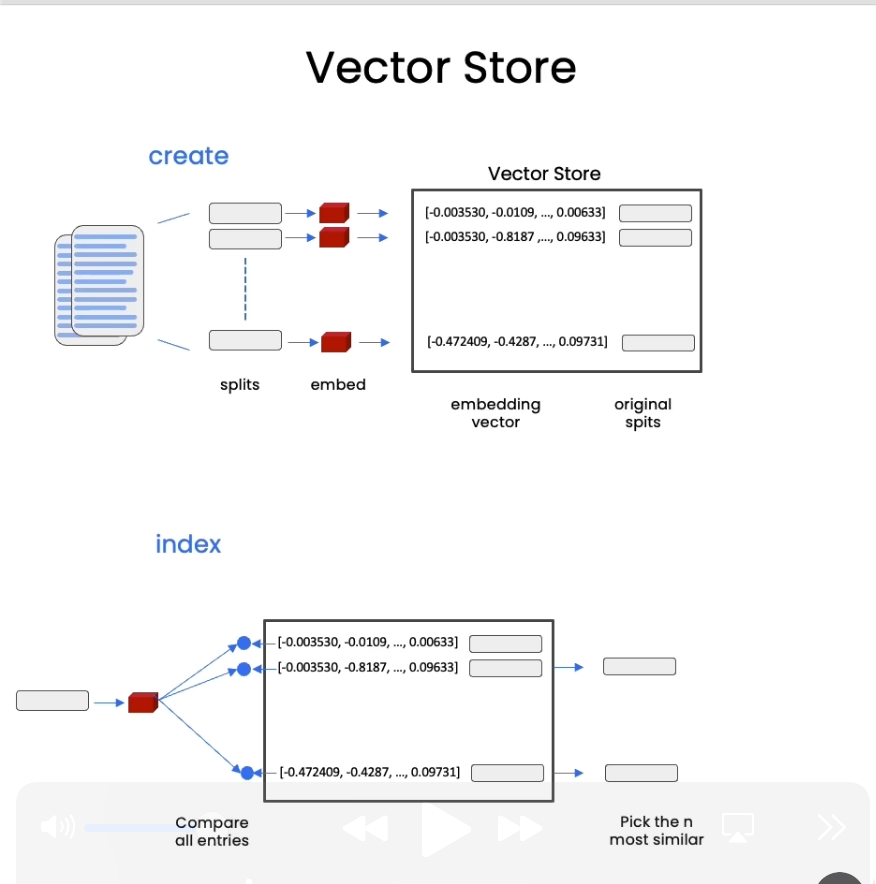 Vector Store
create
Vector Store
[-0.003530, -0.0109, ..., 0.00633]
[-0.003530, -0.8187 ,..., 0.09633]
[-0.472409, -0.4287, ..., 0.09731]
splits
embed
embedding
vector
original
spits
index
[-0.003530, -0.0109, ..., 0.00633]
[-0.003530, -0.8187, ..., 0.09633]
[-0.472409, -0.4287, ..., 0.09731]
Compare
all entries
Pick the n
most similar